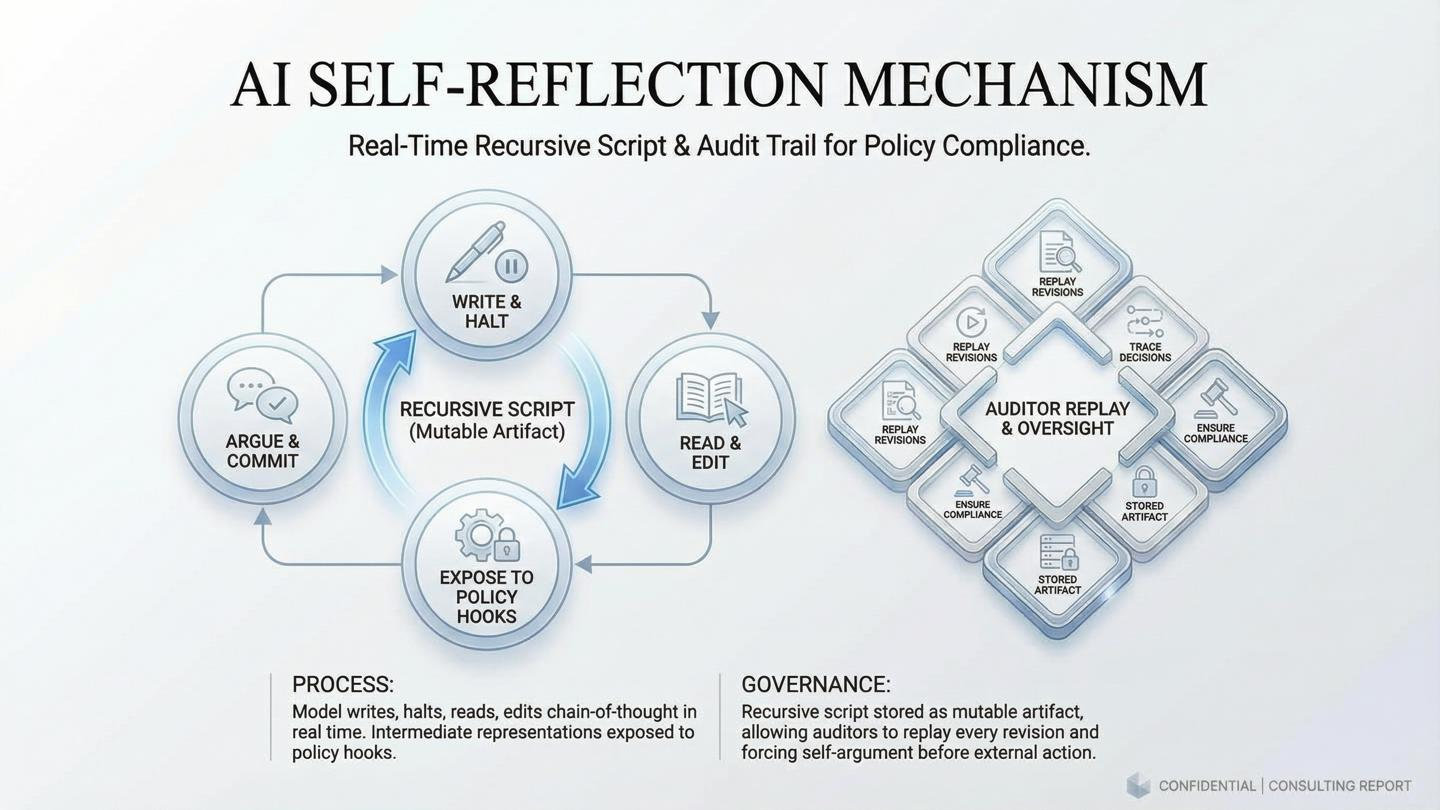 AI SELF-REFLECTION MECHANISM
Real-Time Recursive Script & Audit Trail for Policy Compliance.
WRITE &
HALT
ARGUE &
COMMIT
RECURSIVE SCRIPT
(Mutable Artifact)
READ &
EDIT
EXPOSE TO
POLICY
HOOKS
REPLAY
REVISIONS
REPLAY
REVISIONS
TRACE
DECISIONS
REPLAY
REVISIONS
AUDITOR REPLAY
& OVERSIGHT
ENSURE
COMPLIANCE
ENSURE
COMPLIANCE
STORED
ARTIFACT
STORED
ARTIFACT
PROCESS:
Model writes, halts, reads, edits chain-of-thought in
real time. Intermediate representations exposed to
policy hooks.
GOVERNANCE:
Recursive script stored as mutable artifact,
allowing auditors to replay every revision and
forcing self-argument before external action.
CONFIDENTIAL | CONSULTING REPORT